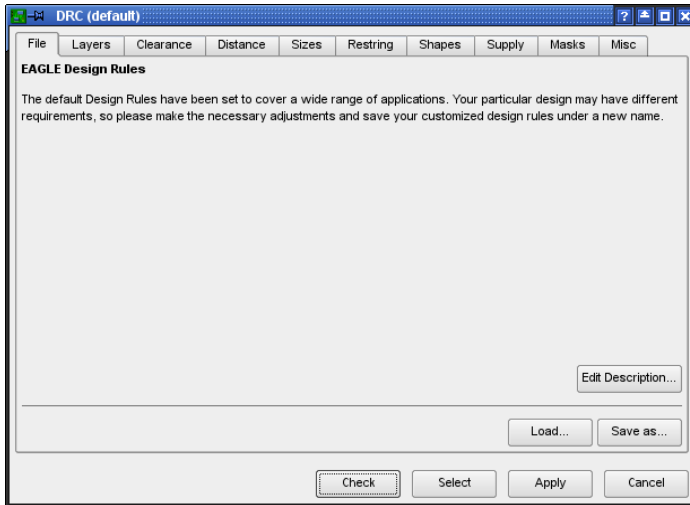 DRC (default)
File Layers Clearance Distance Sizes Restring Shapes Supply Masks Misc
EAGLE Design Rules
The default Design Rules have been set to cover a wide range of applications. Your particular design may have different
requirements, so please make the necessary adjustments and save your customized design rules under a new name.
Edit Description...
Load... Save as...
Check Select Apply Cancel